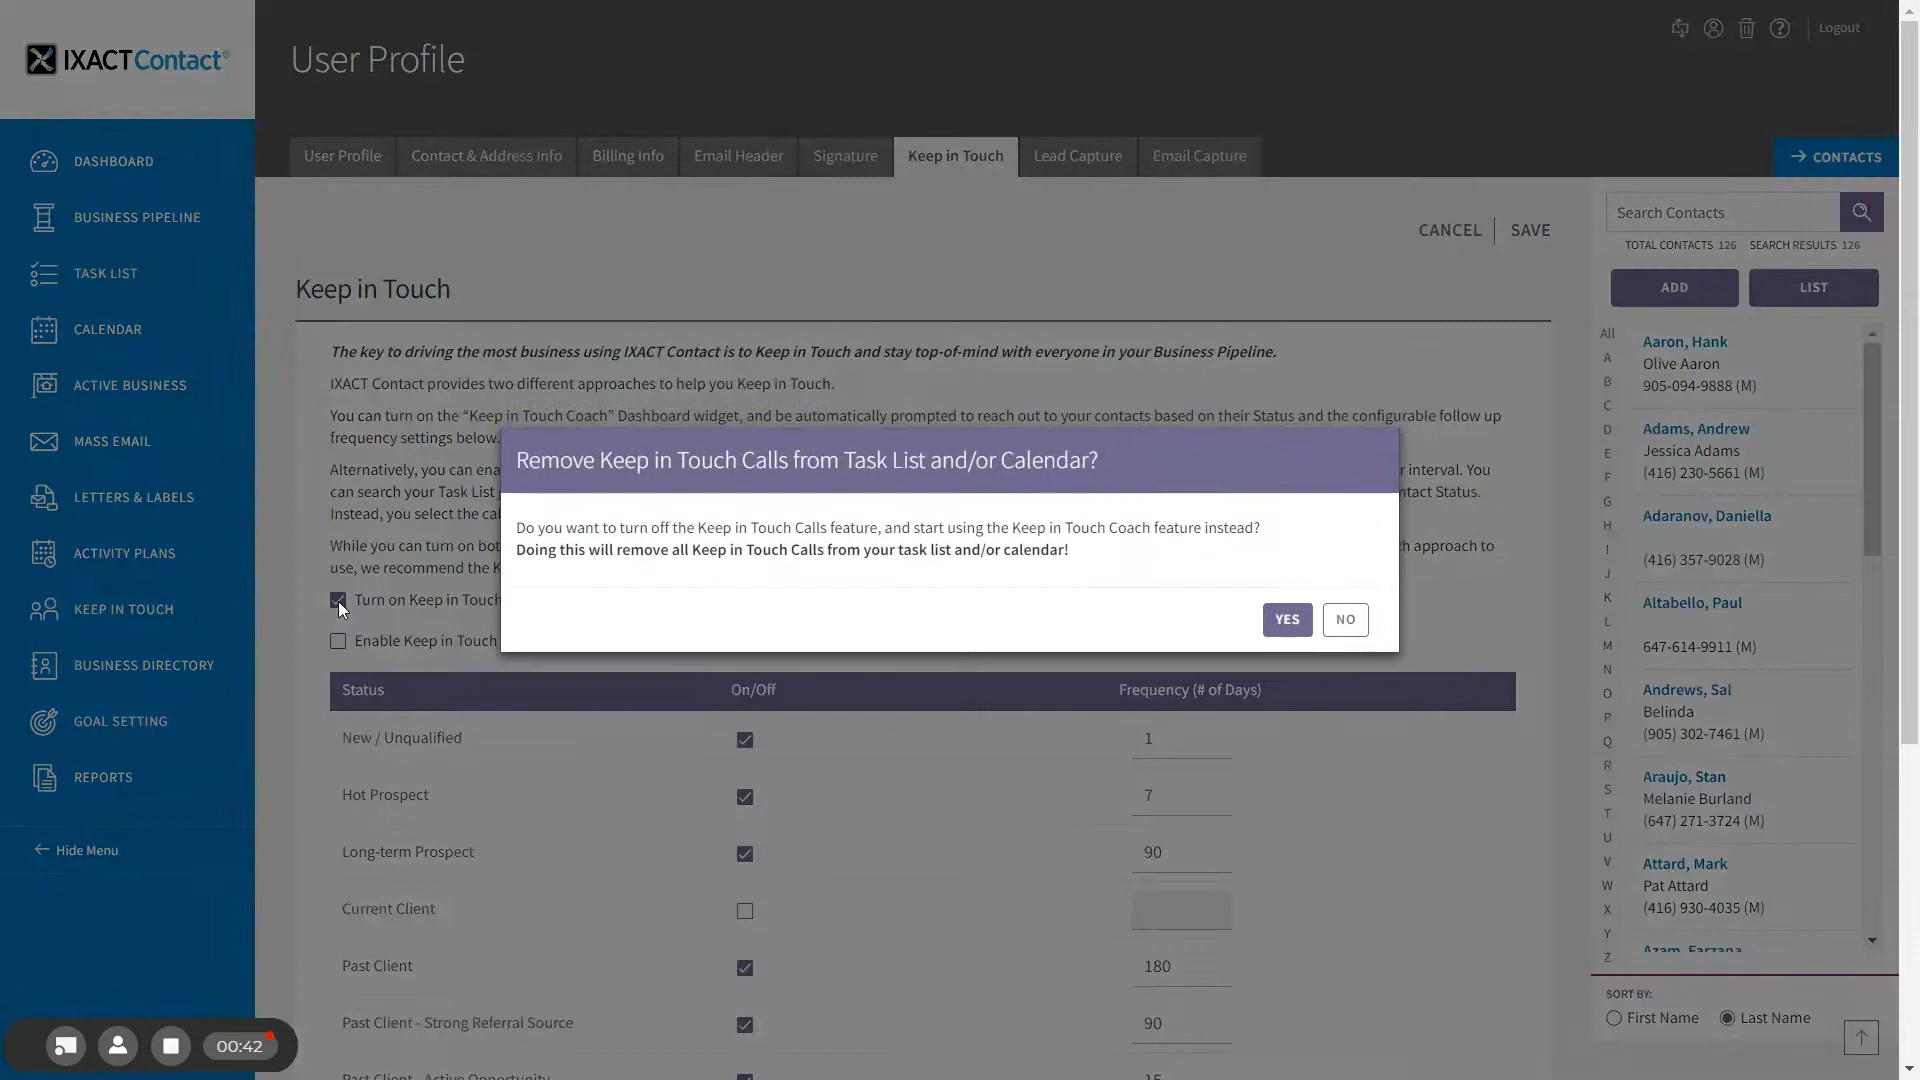 IXACTContact®
User Profile
Logout
User Profile
Contact & Address Info
Billing Info
Email Header
Signature
Keep in Touch
Lead Capture
Email Capture
CONTACTS
DASHBOARD
BUSINESS PIPELINE
TASK LIST
CALENDAR
ACTIVE BUSINESS
MASS EMAIL
LETTERS & LABELS
ACTIVITY PLANS
KEEP IN TOUCH
BUSINESS DIRECTORY
GOAL SETTING
REPORTS
Hide Menu
00:42
CANCEL
SAVE
Keep in Touch
The key to driving the most business using IXACT Contact is to Keep in Touch and stay top-of-mind with everyone in your Business Pipeline.
IXACT Contact provides two different approaches to help you Keep in Touch.
You can turn on the “Keep in Touch Coach” Dashboard widget, and be automatically prompted to reach out to your contacts based on their Status and the configurable follow up
frequency settings below.
Alternatively, you can ena r interval. You
can search your Task List ntact Status.
Instead, you select the cal
While you can turn on bot h approach to
use, we recommend the K
Turn on Keep in Touch
Enable Keep in Touch
Remove Keep in Touch Calls from Task List and/or Calendar?
Do you want to turn off the Keep in Touch Calls feature, and start using the Keep in Touch Coach feature instead?
Doing this will remove all Keep in Touch Calls from your task list and/or calendar!
YES
NO
Status On/Off Frequency (# of Days)
New / Unqualified 1
Hot Prospect 7
Long-term Prospect 90
Current Client
Past Client 180
Past Client - Strong Referral Source 90
Past Client - Active Opportunity 15
Search Contacts
TOTAL CONTACTS 126 SEARCH RESULTS 126
ADD
LIST
All
A
B
C
D
E
F
G
H
I
J
K
L
M
N
O
P
Q
R
S
T
U
V
W
X
Y
Z
Aaron, Hank
Olive Aaron
905-094-9888 (M)
Adams, Andrew
Jessica Adams
(416) 230-5661 (M)
Adaranov, Daniella
(416) 357-9028 (M)
Altabello, Paul
647-614-9911 (M)
Andrews, Sal
Belinda
(905) 302-7461 (M)
Araujo, Stan
Melanie Burland
(647) 271-3724 (M)
Attard, Mark
Pat Attard
(416) 930-4035 (M)
Azam, Farzana
SORT BY:
First Name
Last Name